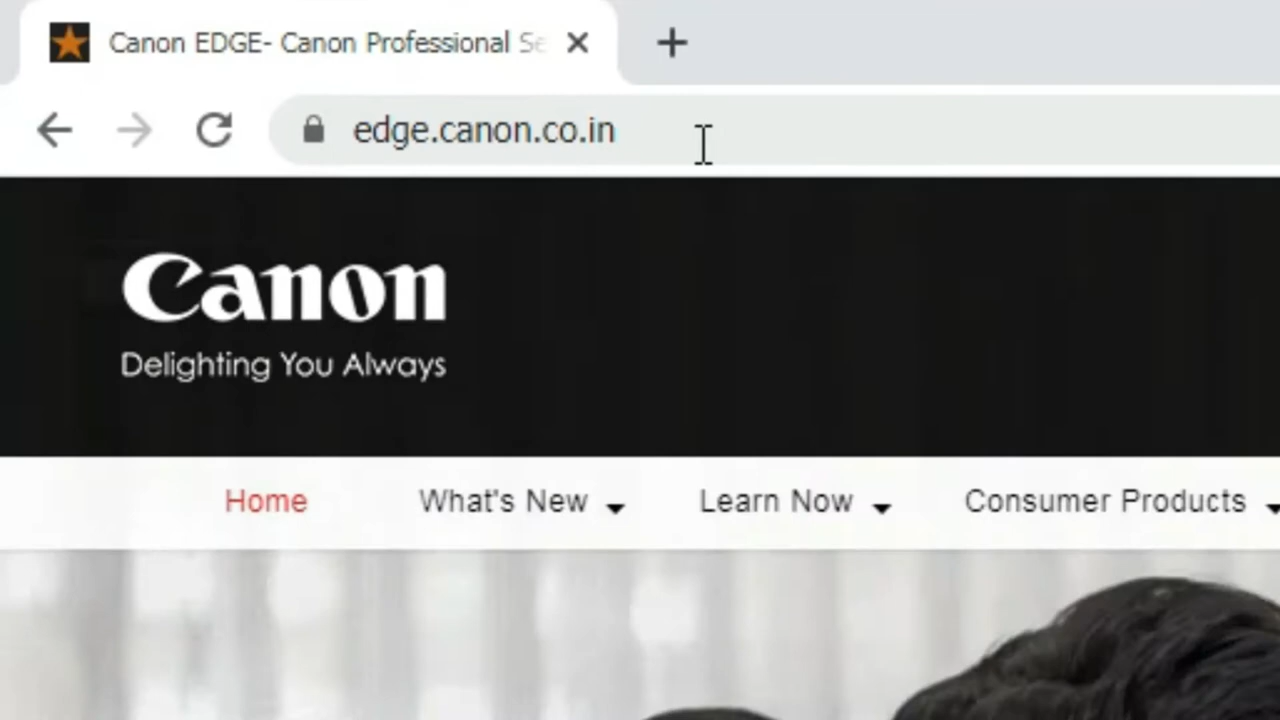 Canon EDGE- Canon Professional Se
edge.canon.co.in
Canon
Delighting You Always
Home What's New Learn Now Consumer Products